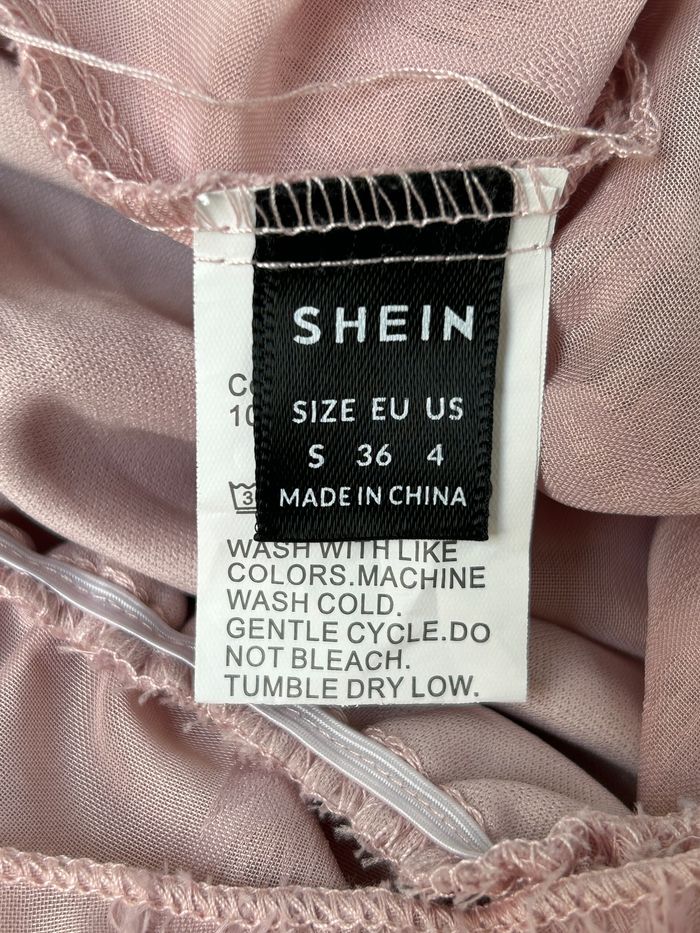 SHEIN
SIZE EU US
S 36 4
MADE IN CHINA
WASH WITH LIKE
COLORS.MACHINE
WASH COLD.
GENTLE CYCLE.DO
NOT BLEACH.
TUMBLE DRY LOW.